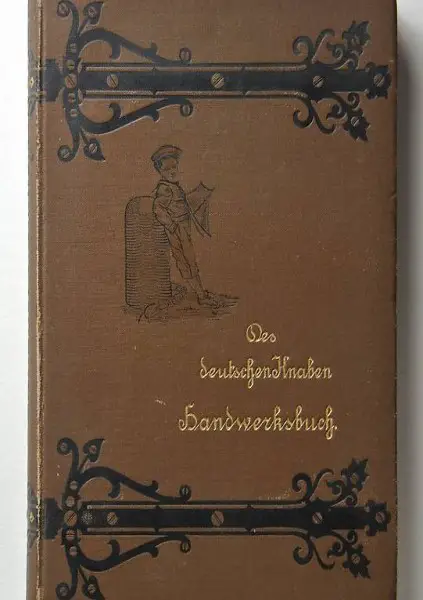 Des
deutschen Knaben
Handwerksbuch.